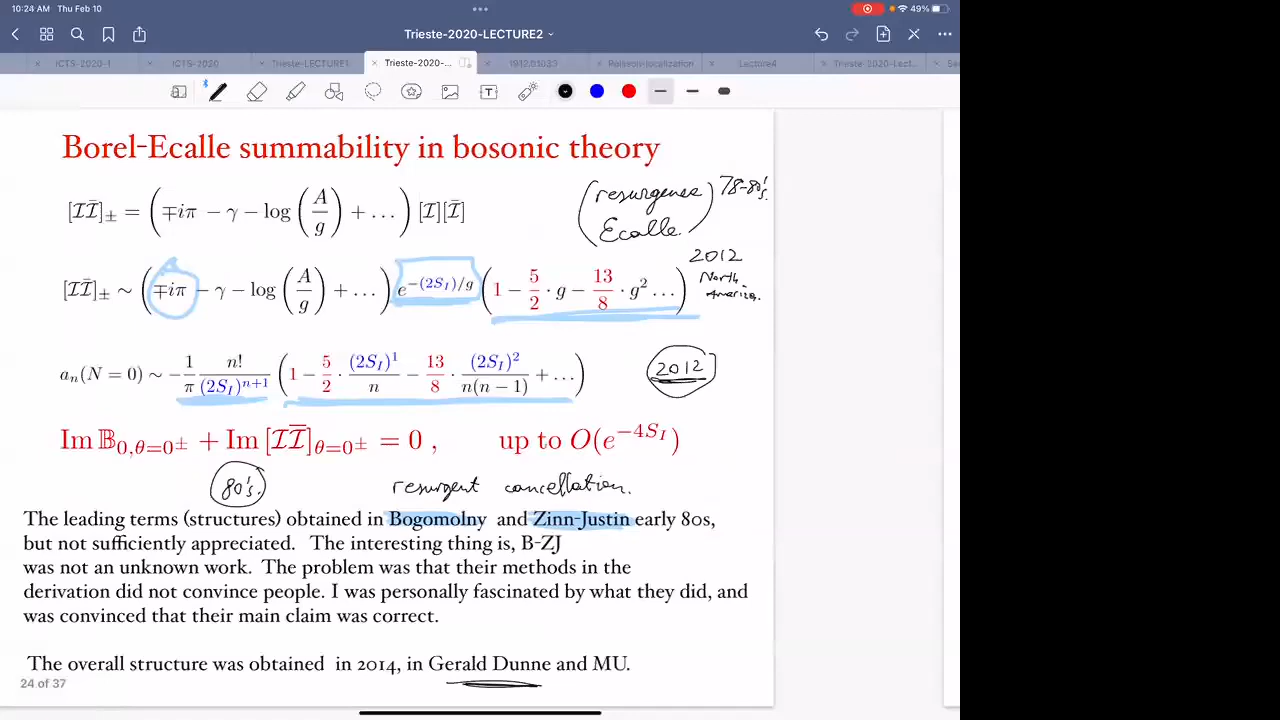 10:24 AM Thu Feb 10
49%
Trieste-2020-LECTURE2
ICTS-2020-1
ICTS-2020
Trieste-LECTURE1
Trieste-2020-...
1912.01033
Lecture4
Trieste-2020-Lect...
Borel-Ecalle summability in bosonic theory
(resurgence Ecalle.) 78-80's.
[IĪ]± = (∓iπ − γ − log(A/g) + …) [I][Ī]
2012 North America.
[IĪ]± ∼ (∓iπ − γ − log(A/g) + …) e^{−(2S_I)/g} (1 − 5/2 · g − 13/8 · g² …)
a_n(N = 0) ∼ −1/π n!/(2S_I)^{n+1} (1 − 5/2 · (2S_I)^1/n − 13/8 · (2S_I)^2/n(n−1) + …)
2012
Im 𝔹_{0,θ=0±} + Im [IĪ]_{θ=0±} = 0 , up to O(e^{−4S_I})
80's. resurgent cancellation.
The leading terms (structures) obtained in Bogomolny and Zinn-Justin early 80s,
but not sufficiently appreciated. The interesting thing is, B-ZJ
was not an unknown work. The problem was that their methods in the
derivation did not convince people. I was personally fascinated by what they did, and
was convinced that their main claim was correct.
The overall structure was obtained in 2014, in Gerald Dunne and MU.
24 of 37